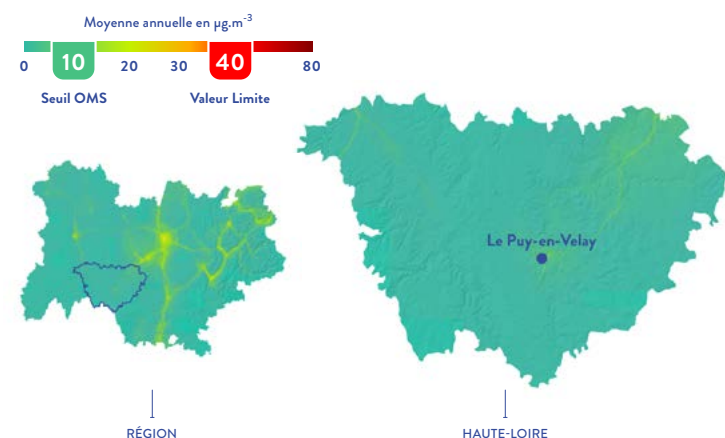 Moyenne annuelle en µg.m⁻³
0 10 20 30 40 80
Seuil OMS Valeur Limite
Le Puy-en-Velay
RÉGION HAUTE-LOIRE